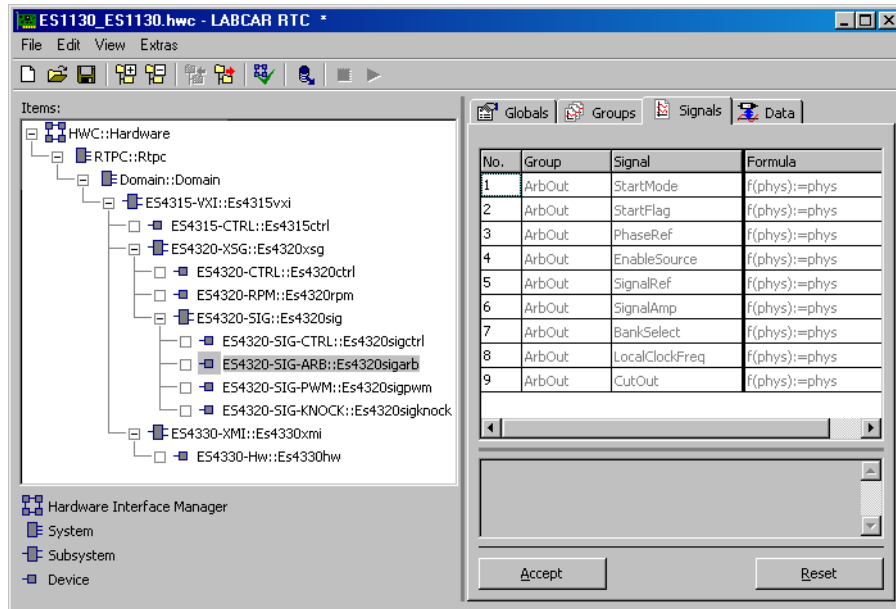 ES1130_ES1130.hwc - LABCAR RTC *
File Edit View Extras
Items:
HWC::Hardware
RTPC::Rtpc
Domain::Domain
ES4315-VXI::Es4315vxi
ES4315-CTRL::Es4315ctrl
ES4320-XSG::Es4320xsg
ES4320-CTRL::Es4320ctrl
ES4320-RPM::Es4320rpm
ES4320-SIG::Es4320sig
ES4320-SIG-CTRL::Es4320sigctrl
ES4320-SIG-ARB::Es4320sigarb
ES4320-SIG-PWM::Es4320sigpwm
ES4320-SIG-KNOCK::Es4320sigknock
ES4330-XMI::Es4330xmi
ES4330-Hw::Es4330hw
Hardware Interface Manager
System
Subsystem
Device
Globals Groups Signals Data
No. Group Signal Formula
1 ArbOut StartMode f(phys):=phys
2 ArbOut StartFlag f(phys):=phys
3 ArbOut PhaseRef f(phys):=phys
4 ArbOut EnableSource f(phys):=phys
5 ArbOut SignalRef f(phys):=phys
6 ArbOut SignalAmp f(phys):=phys
7 ArbOut BankSelect f(phys):=phys
8 ArbOut LocalClockFreq f(phys):=phys
9 ArbOut CutOut f(phys):=phys
Accept Reset